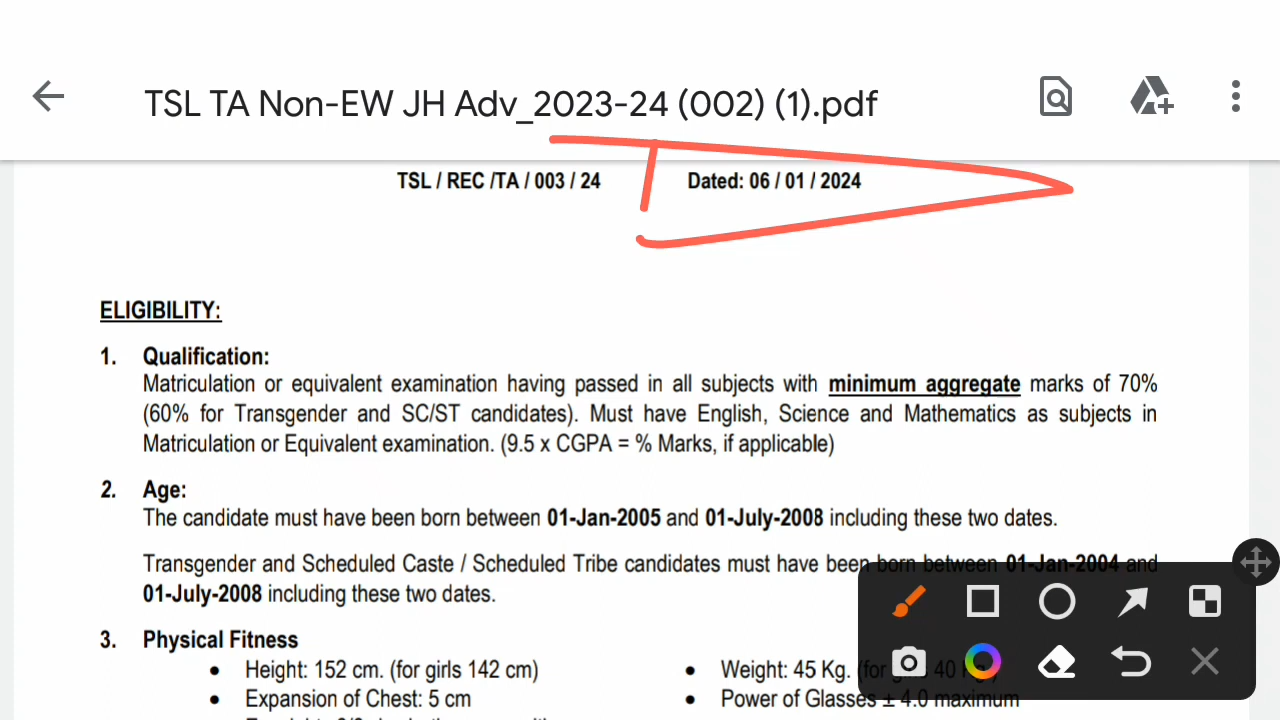 TSL TA Non-EW JH Adv_2023-24 (002) (1).pdf
TSL / REC /TA / 003 / 24 Dated: 06 / 01 / 2024
ELIGIBILITY:
1. Qualification:
Matriculation or equivalent examination having passed in all subjects with minimum aggregate marks of 70%
(60% for Transgender and SC/ST candidates). Must have English, Science and Mathematics as subjects in
Matriculation or Equivalent examination. (9.5 x CGPA = % Marks, if applicable)
2. Age:
The candidate must have been born between 01-Jan-2005 and 01-July-2008 including these two dates.
Transgender and Scheduled Caste / Scheduled Tribe candidates must have been born between 01-Jan-2004 and
01-July-2008 including these two dates.
3. Physical Fitness
• Height: 152 cm. (for girls 142 cm)
• Weight: 45 Kg. (for girls 40 Kg.)
• Expansion of Chest: 5 cm
• Power of Glasses ± 4.0 maximum